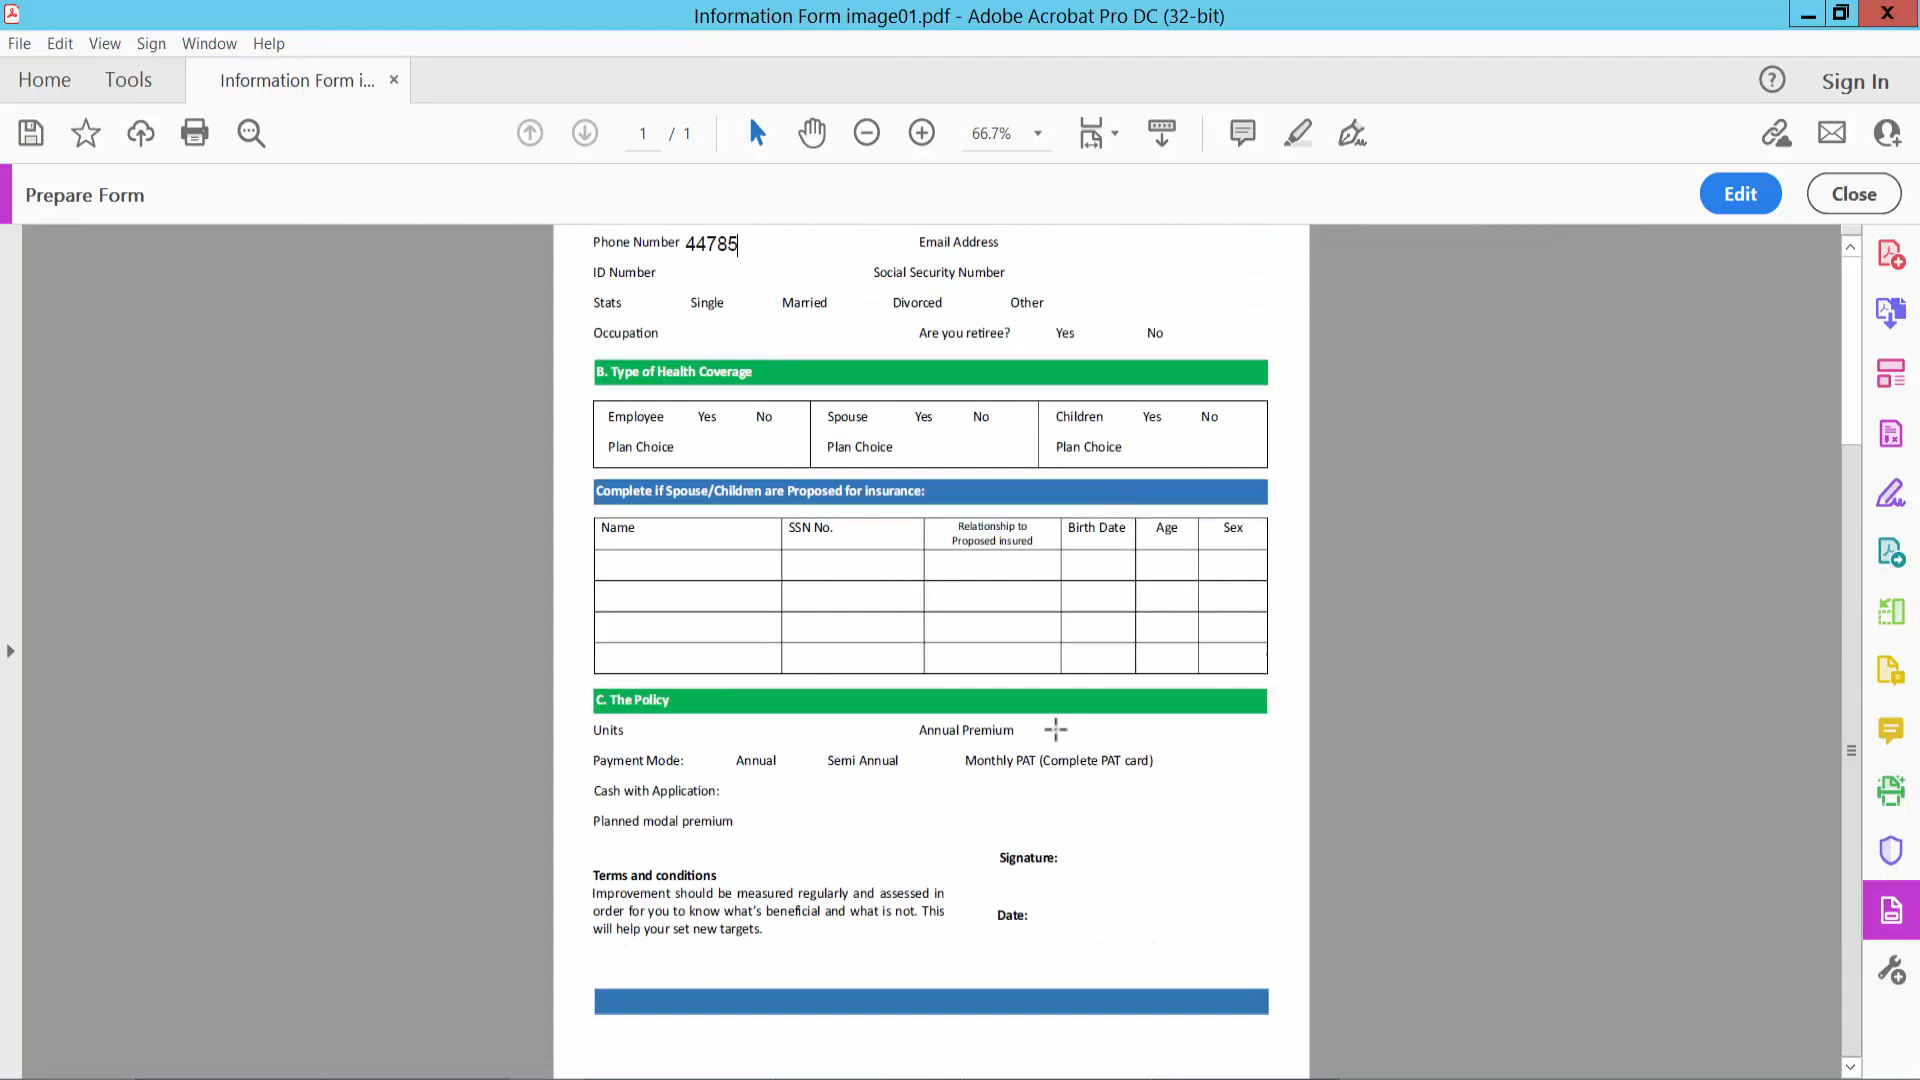 Information Form image01.pdf - Adobe Acrobat Pro DC (32-bit)
File Edit View Sign Window Help
Home Tools Information Form i... × Sign In
1 / 1 66.7%
Prepare Form Edit Close
Phone Number 44785 Email Address
ID Number Social Security Number
Stats Single Married Divorced Other
Occupation Are you retiree? Yes No
B. Type of Health Coverage
Employee Yes No Spouse Yes No Children Yes No
Plan Choice Plan Choice Plan Choice
Complete if Spouse/Children are Proposed for insurance:
Name SSN No. Relationship to Proposed insured Birth Date Age Sex
C. The Policy
Units Annual Premium
Payment Mode: Annual Semi Annual Monthly PAT (Complete PAT card)
Cash with Application:
Planned modal premium
Signature:
Terms and conditions
Improvement should be measured regularly and assessed in
order for you to know what's beneficial and what is not. This
will help your set new targets.
Date: